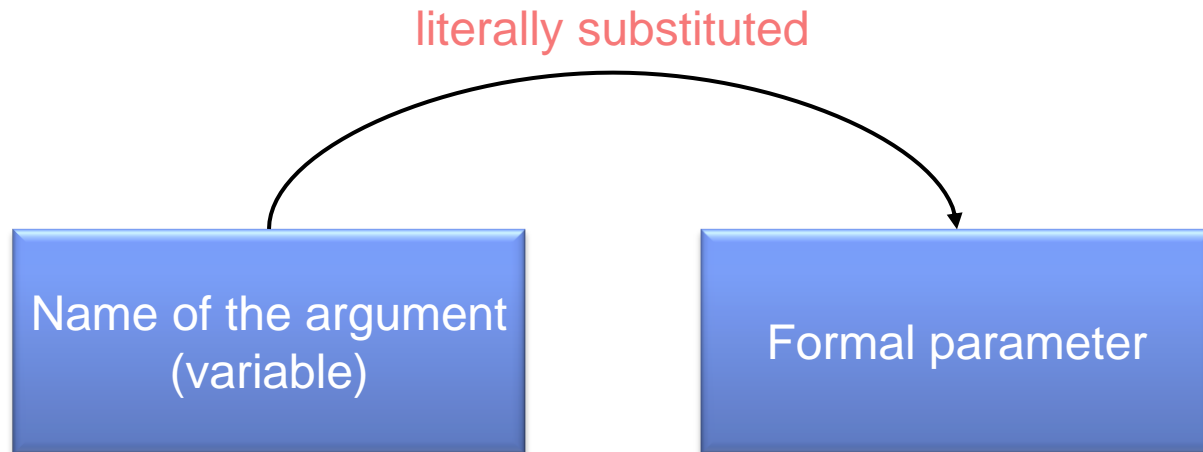 literally substituted
Name of the argument
(variable)
Formal parameter